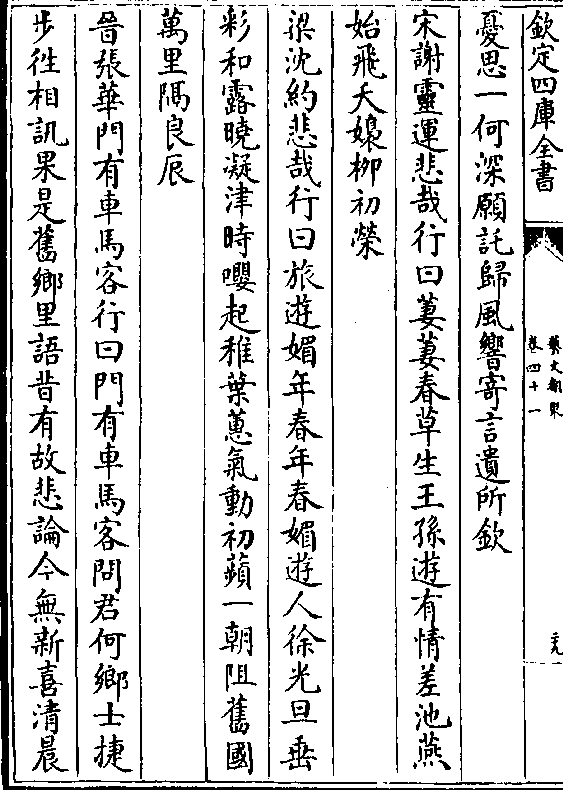 欽定四庫全書
藝文類聚
卷四十一
元
憂思一何深願託歸風響寄言遺所欽
宋謝靈運悲哉行曰萋萋春草生王孫遊有情差池燕
始飛夭嫋栁初榮
梁沈約悲哉行曰旅遊媚年春年春媚遊人徐光旦垂
彩和露曉凝津時嚶起稚葉蕙氣動初蘋一朝阻舊國
萬里隔良辰
晉張華門有車馬客行曰門有車馬客問君何鄉士捷
步徃相訊果是舊鄉里語昔有故悲論今無新喜清晨